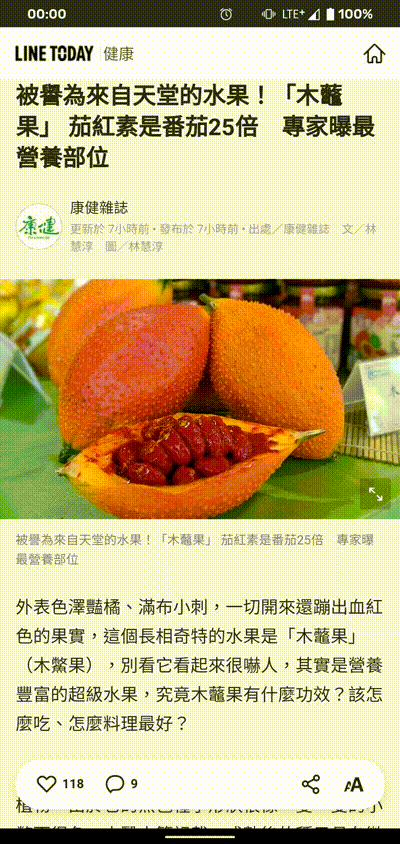 00:00 LTE+ 100%
LINE TODAY 健康
被譽為來自天堂的水果！「木虌
果」 茄紅素是番茄25倍　專家曝最
營養部位
康健雜誌
更新於 7小時前 • 發布於 7小時前 • 出處／康健雜誌　文／林
慧淳　圖／林慧淳
康健
被譽為來自天堂的水果！「木虌果」 茄紅素是番茄25倍　專家曝
最營養部位
外表色澤豔橘、滿布小刺，一切開來還蹦出血紅
色的果實，這個長相奇特的水果是「木虌果」
（木鱉果），別看它看起來很嚇人，其實是營養
豐富的超級水果，究竟木虌果有什麼功效？該怎
麼吃、怎麼料理最好？
118 9 AA